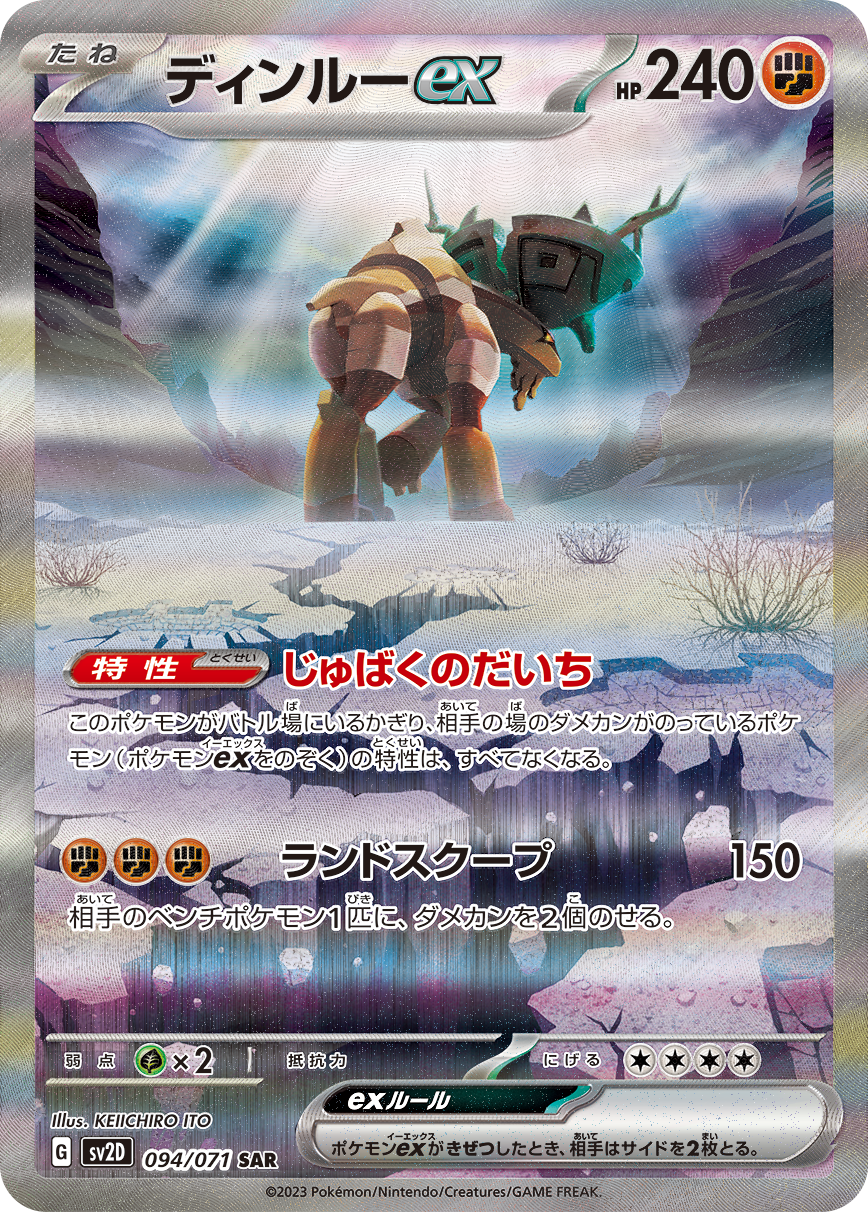 たね ディンルーex HP 240
特性 とくせい じゅばくのだいち
このポケモンがバトル場にいるかぎり、相手の場のダメカンがのっているポケ
モン(ポケモンexをのぞく)の特性は、すべてなくなる。
ランドスクープ 150
相手のベンチポケモン1匹に、ダメカンを2個のせる。
弱点 ×2 抵抗力 にげる
exルール
ポケモンexがきぜつしたとき、相手はサイドを2枚とる。
Illus. KEIICHIRO ITO
G sv2D 094/071 SAR
©2023 Pokémon/Nintendo/Creatures/GAME FREAK.